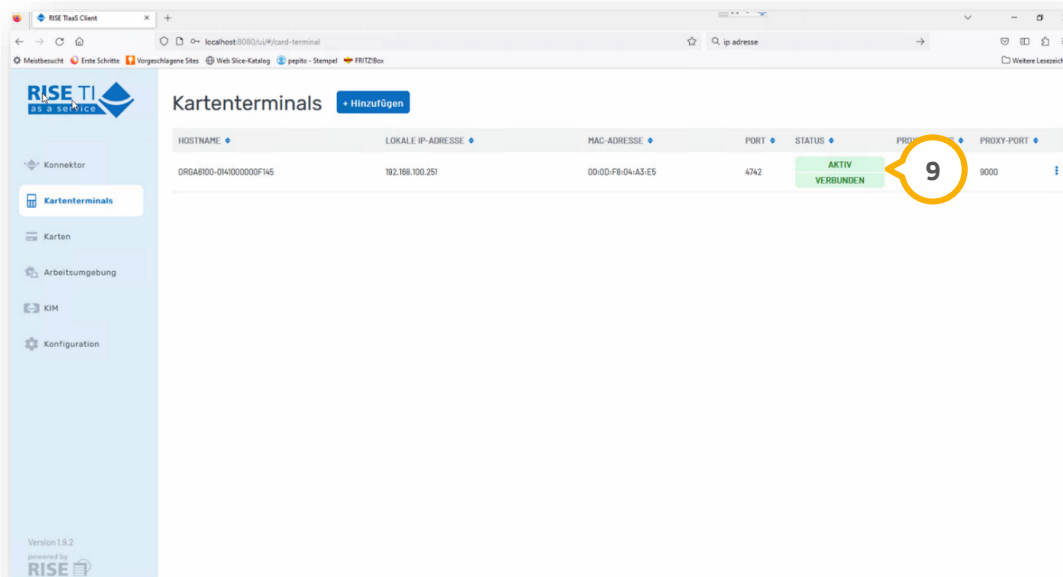 RISE TIaaS Client
localhost:8080/ui/#/card-terminal
ip adresse
Meistbesucht Erste Schritte Vorgeschlagene Sites Web Slice-Katalog pepito - Stempel FRITZ!Box Weitere Lesezeich
RISE TI
as a service
Kartenterminals + Hinzufügen
HOSTNAME LOKALE IP-ADRESSE MAC-ADRESSE PORT STATUS PROXY-PORT
ORGA6100-0141000000F145 192.168.100.251 00:0D:F8:04:A3:E5 4742 AKTIV 9 9000
VERBUNDEN
Konnektor
Kartenterminals
Karten
Arbeitsumgebung
KIM
Konfiguration
Version 1.9.2
powered by
RISE